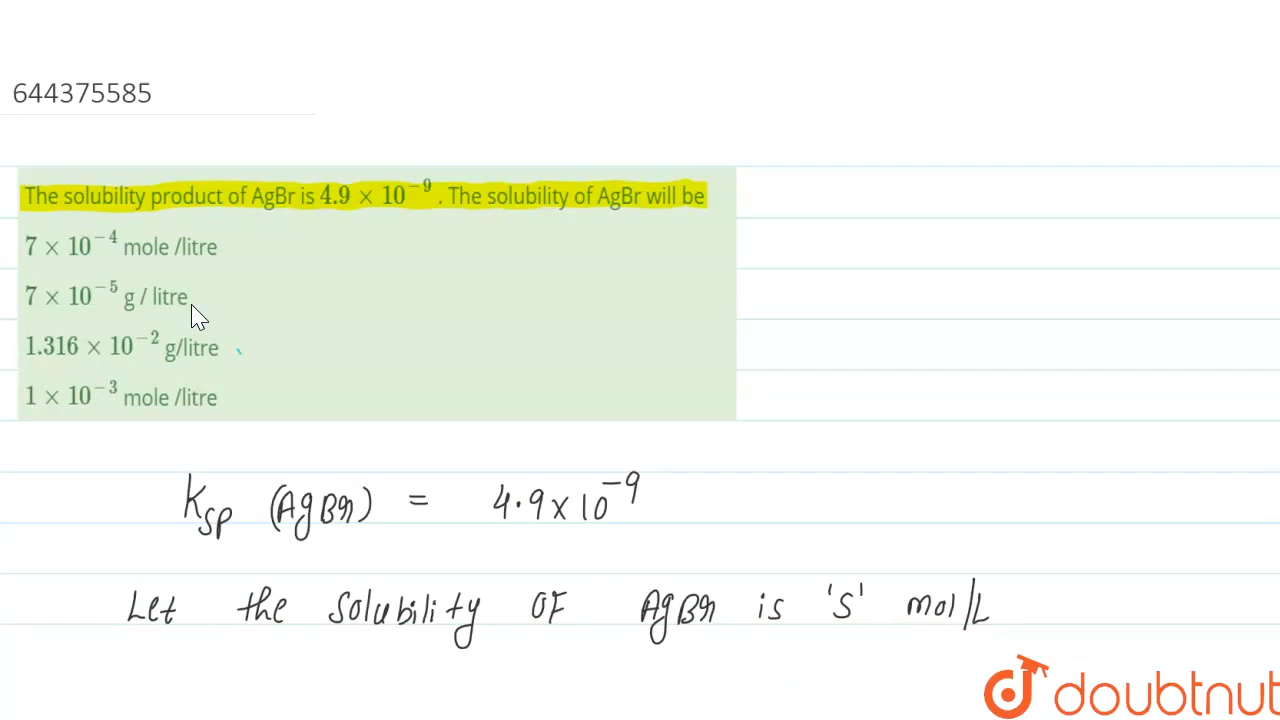 644375585
The solubility product of AgBr is 4.9 × 10⁻⁹ . The solubility of AgBr will be
7 × 10⁻⁴ mole /litre
7 × 10⁻⁵ g / litre
1.316 × 10⁻² g/litre
1 × 10⁻³ mole /litre
Ksp (AgBr) = 4.9 × 10⁻⁹
Let the solubility OF AgBr is 's' mol/L
doubtnut